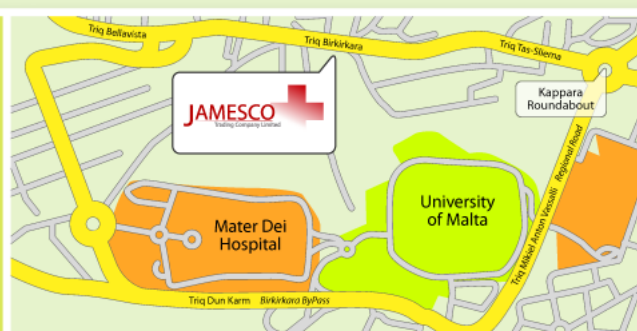 Triq Bellavista
Triq Birkirkara
Triq Tas-Sliema
Kappara
Roundabout
JAMESCO
Trading Company Limited
University
of Malta
Mater Dei
Hospital
Triq Mikiel Anton Vassalli Regional Road
Triq Dun Karm Birkirkara ByPass